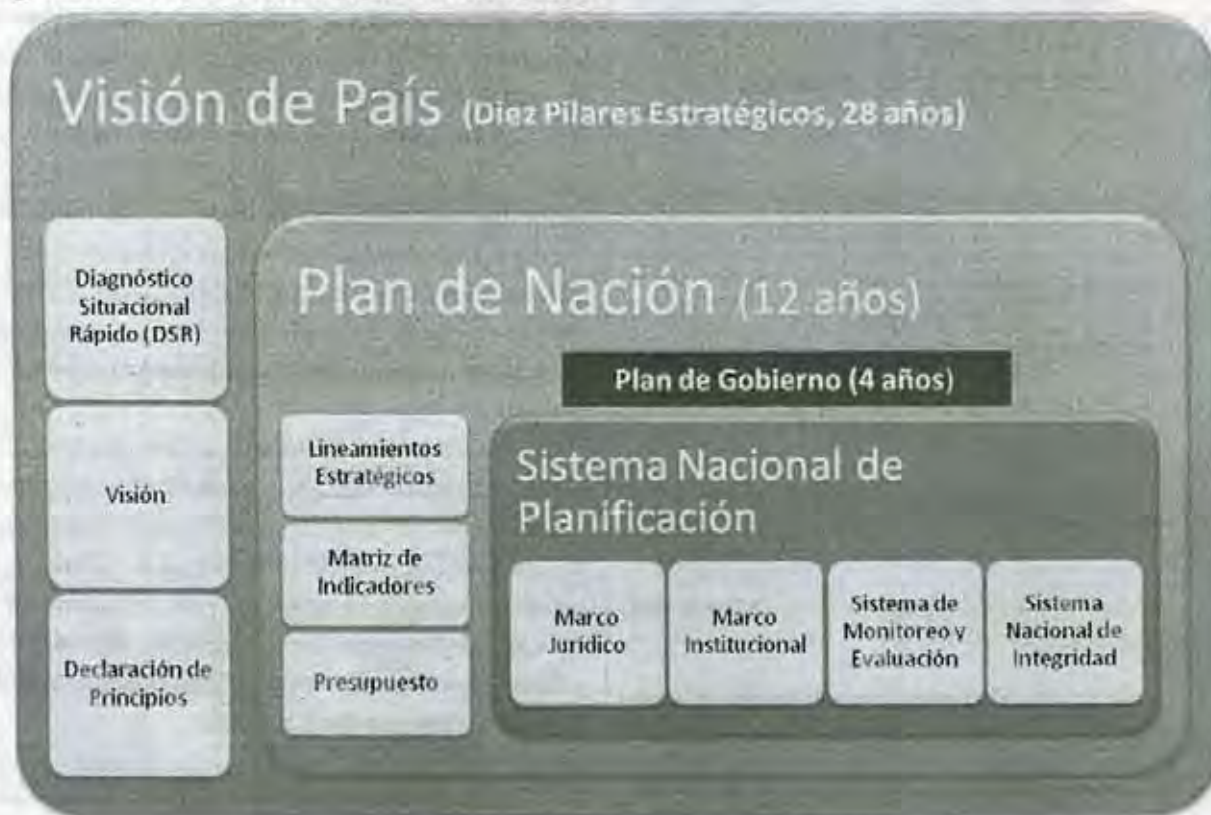 Visión de País (Diez Pilares Estratégicos, 28 años)
Diagnóstico
Situacional
Rápido (DSR)
Visión
Declaración de
Principios
Plan de Nación (12 años)
Plan de Gobierno (4 años)
Lineamientos
Estratégicos
Matriz de
Indicadores
Presupuesto
Sistema Nacional de
Planificación
Marco
Jurídico
Marco
Institucional
Sistema de
Monitoreo y
Evaluación
Sistema
Nacional de
Integridad